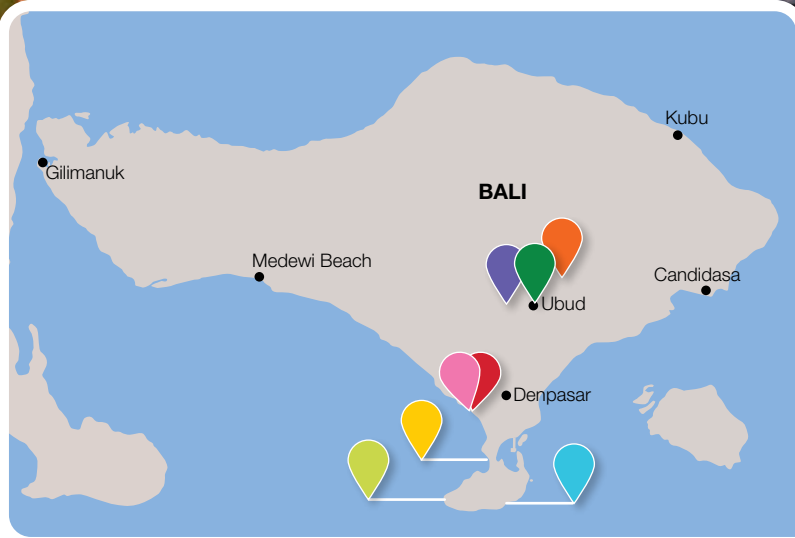 Kubu
Gilimanuk
BALI
Medewi Beach
Candidasa
Ubud
Denpasar